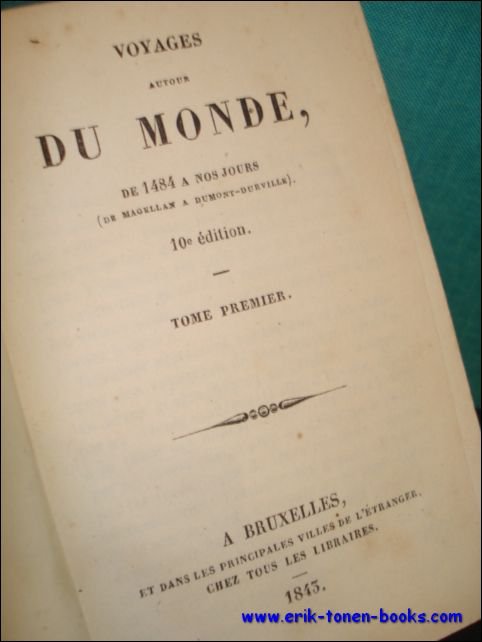 VOYAGES
AUTOUR
DU MONDE,
DE 1484 A NOS JOURS
(DE MAGELLAN A DUMONT-DURVILLE).
10e édition.
TOME PREMIER.
A BRUXELLES,
ET DANS LES PRINCIPALES VILLES DE L'ÉTRANGER,
CHEZ TOUS LES LIBRAIRES.
1843.
www.erik-tonen-books.com